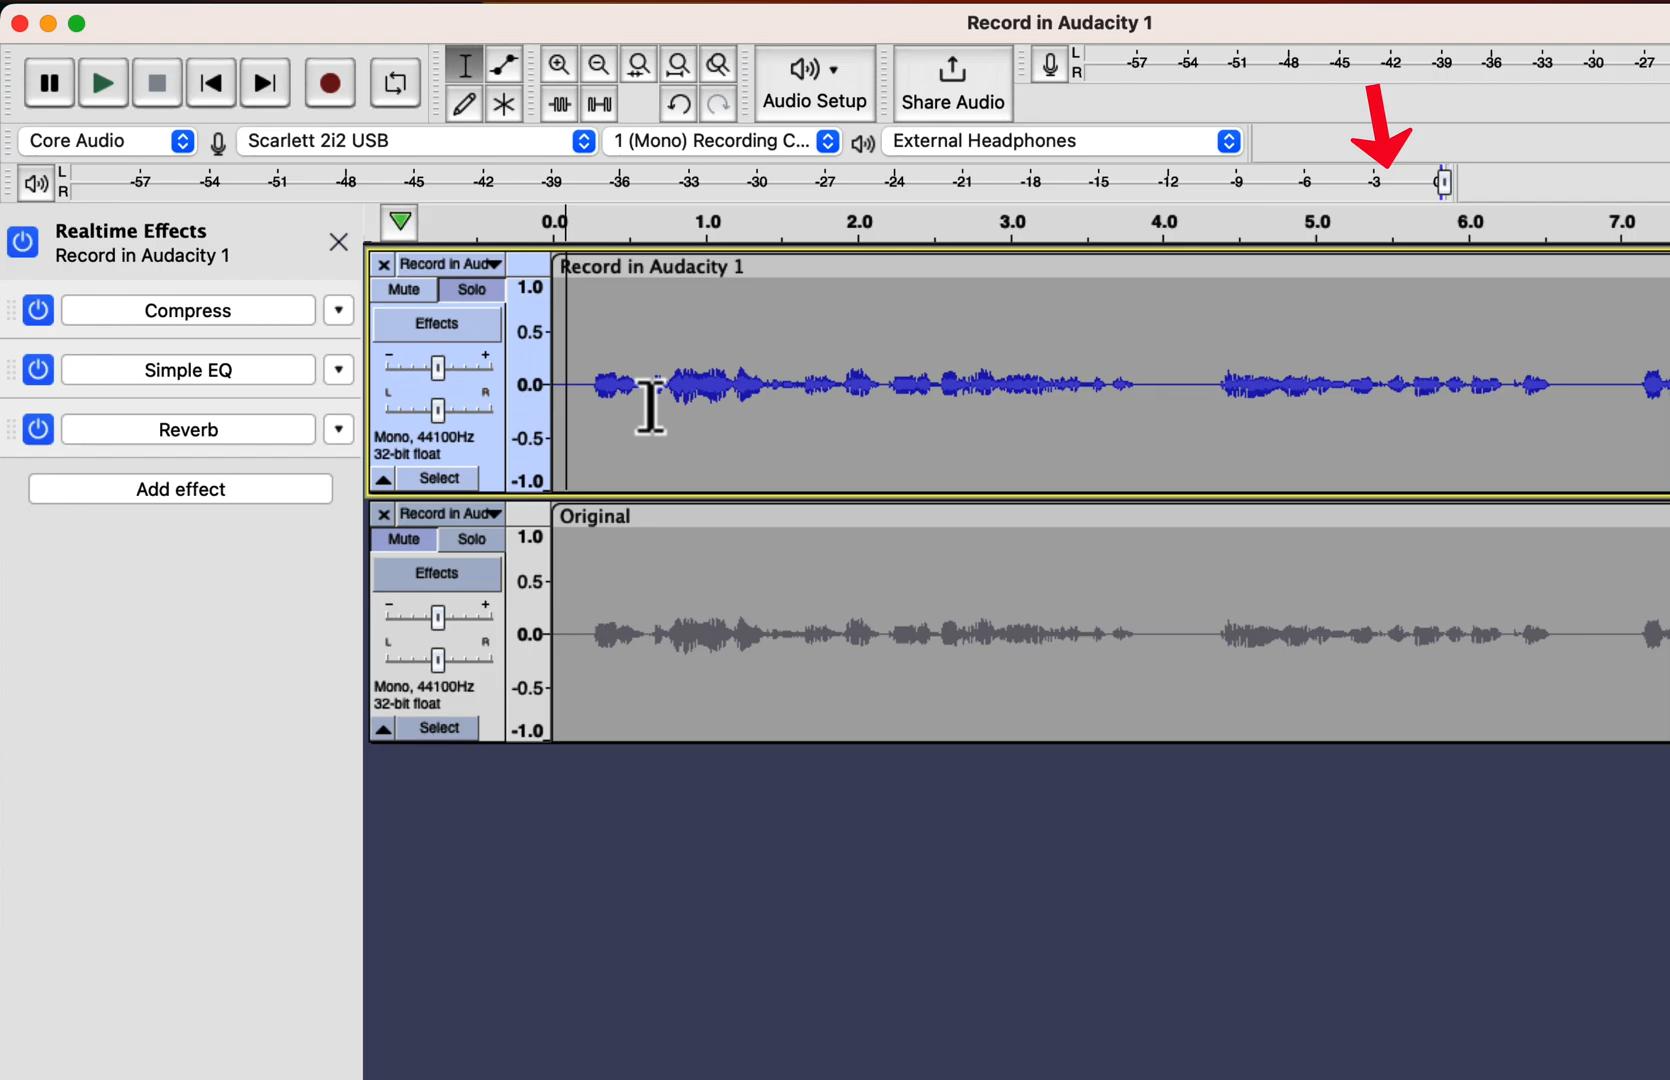 Record in Audacity 1
Audio Setup
Share Audio
L
R
-57 -54 -51 -48 -45 -42 -39 -36 -33 -30 -27
Core Audio
Scarlett 2i2 USB
1 (Mono) Recording C...
External Headphones
L
R
-57 -54 -51 -48 -45 -42 -39 -36 -33 -30 -27 -24 -21 -18 -15 -12 -9 -6 -3 0
Realtime Effects
Record in Audacity 1
Compress
Simple EQ
Reverb
Add effect
0.0 1.0 2.0 3.0 4.0 5.0 6.0 7.0
Record in Aud
Record in Audacity 1
Mute Solo
Effects
- +
L R
Mono, 44100Hz
32-bit float
Select
1.0
0.5
0.0
-0.5
-1.0
Record in Aud
Original
Mute Solo
Effects
- +
L R
Mono, 44100Hz
32-bit float
Select
1.0
0.5
0.0
-0.5
-1.0